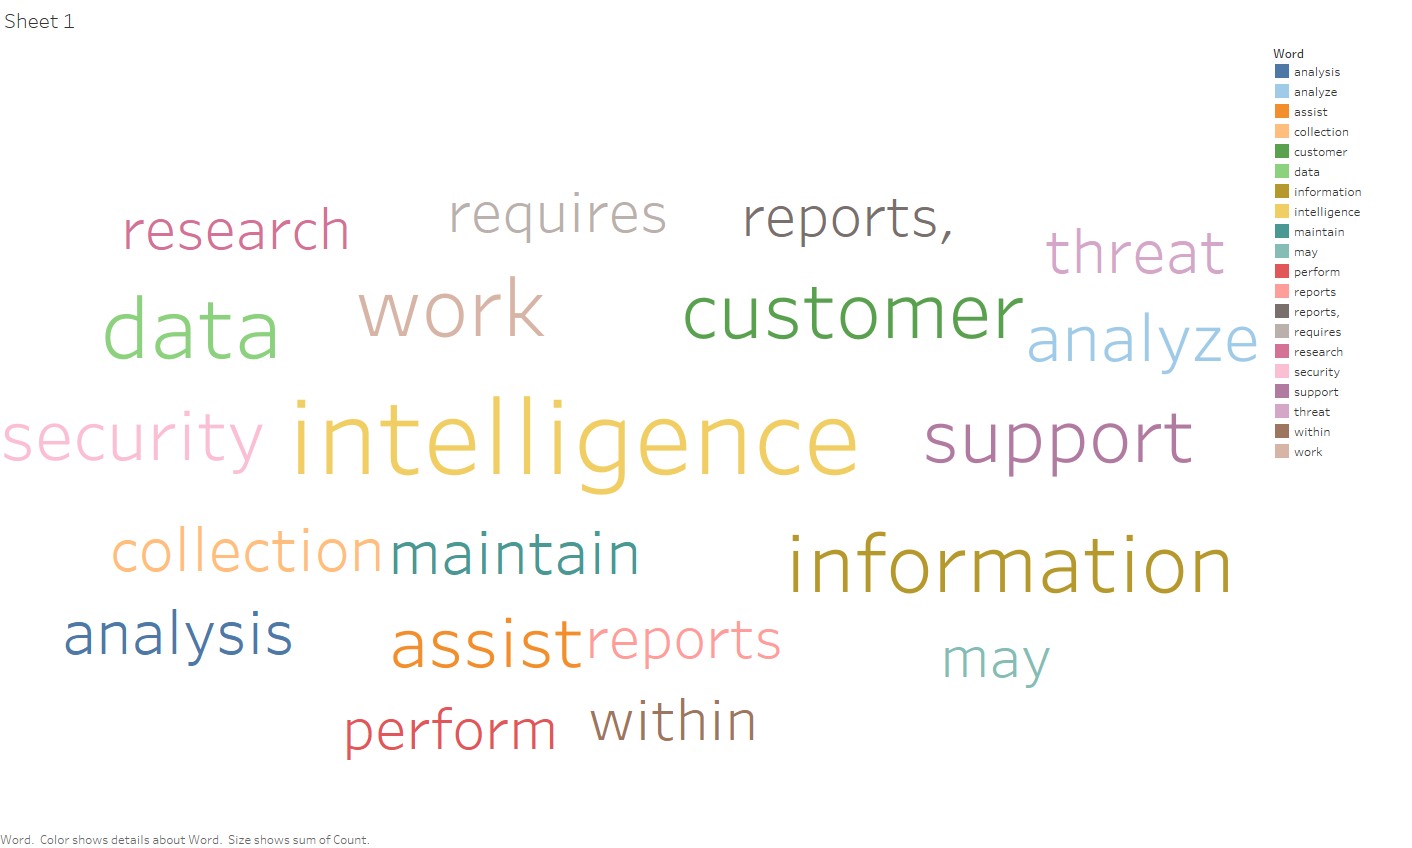 Sheet 1
research
requires
reports,
threat
data
work
customer
analyze
security
intelligence
support
collection
maintain
information
analysis
assist
reports
may
perform
within
Word
analysis
analyze
assist
collection
customer
data
information
intelligence
maintain
may
perform
reports
reports,
requires
research
security
support
threat
within
work
Word.  Color shows details about Word.  Size shows sum of Count.